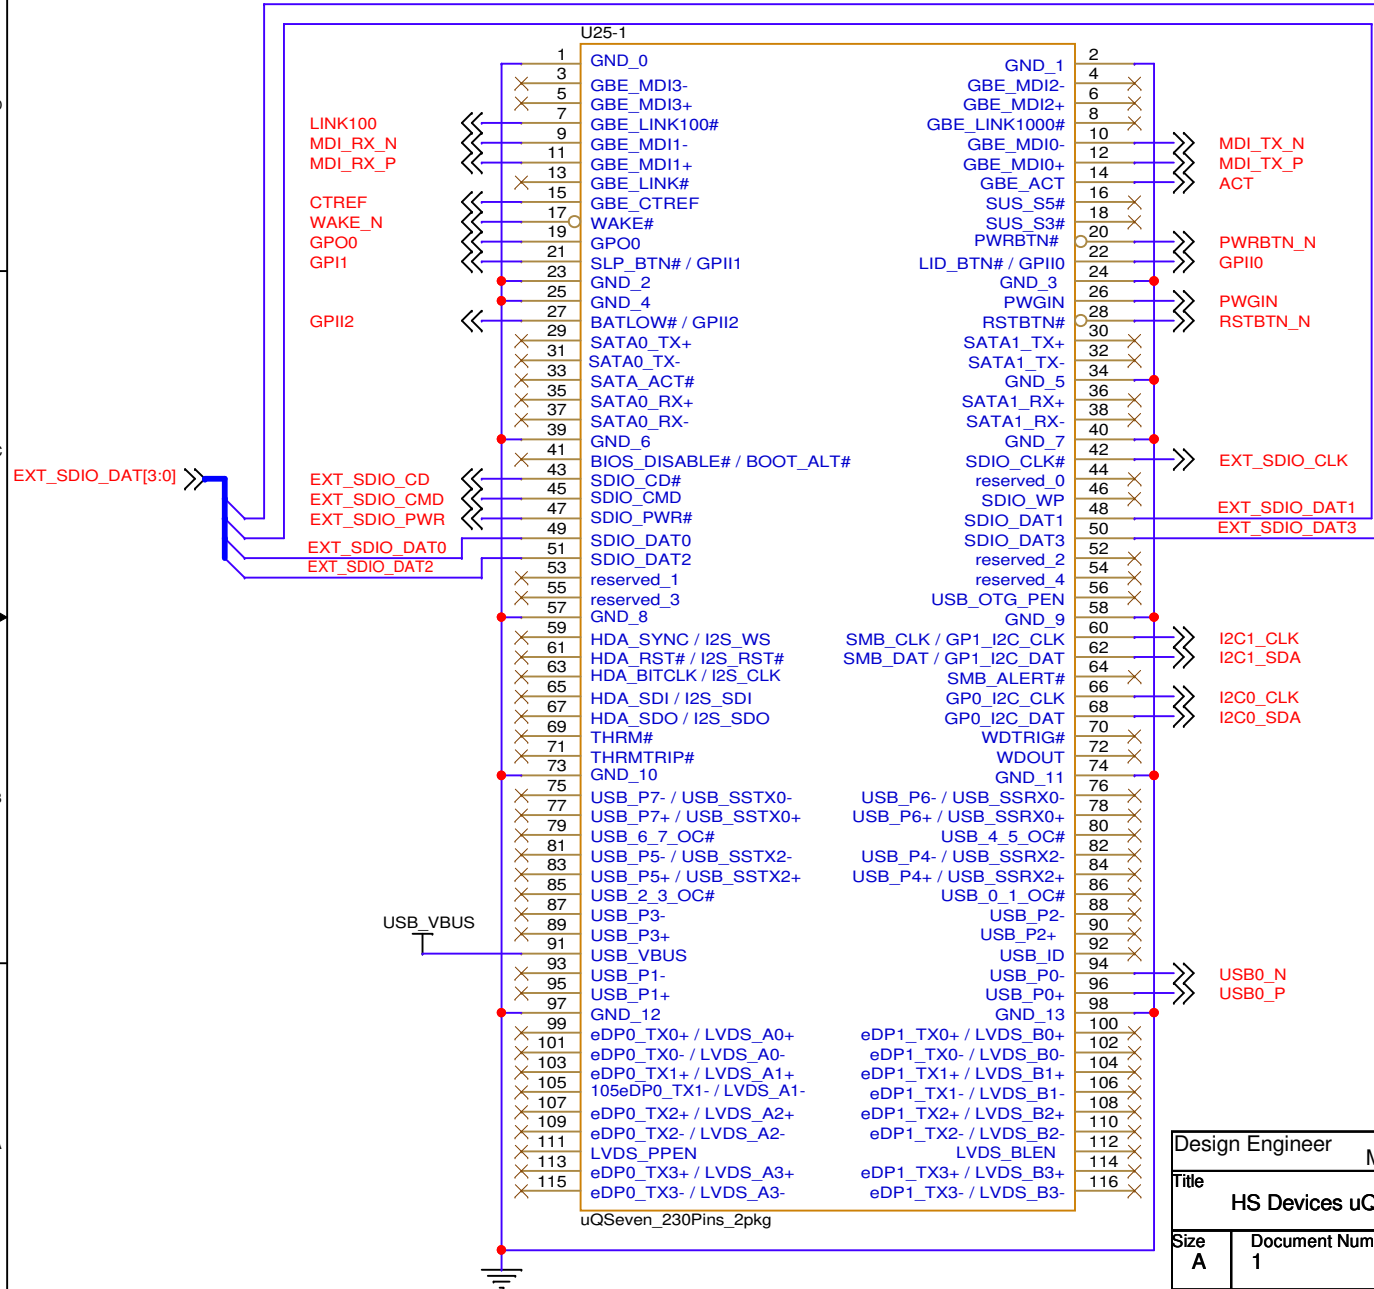 U25-1
1 GND_0 GND_1 2
3 GBE_MDI3- GBE_MDI2- 4
5 GBE_MDI3+ GBE_MDI2+ 6
LINK100 7 GBE_LINK100# GBE_LINK1000# 8
MDI_RX_N 9 GBE_MDI1- GBE_MDI0- 10 MDI_TX_N
MDI_RX_P 11 GBE_MDI1+ GBE_MDI0+ 12 MDI_TX_P
13 GBE_LINK# GBE_ACT 14 ACT
CTREF 15 GBE_CTREF SUS_S5# 16
WAKE_N 17 WAKE# SUS_S3# 18
GPO0 19 GPO0 PWRBTN# 20 PWRBTN_N
GPI1 21 SLP_BTN# / GPII1 LID_BTN# / GPII0 22 GPII0
23 GND_2 GND_3 24
25 GND_4 PWGIN 26 PWGIN
GPII2 27 BATLOW# / GPII2 RSTBTN# 28 RSTBTN_N
29 SATA0_TX+ SATA1_TX+ 30
31 SATA0_TX- SATA1_TX- 32
33 SATA_ACT# GND_5 34
35 SATA0_RX+ SATA1_RX+ 36
37 SATA0_RX- SATA1_RX- 38
39 GND_6 GND_7 40
41 BIOS_DISABLE# / BOOT_ALT# SDIO_CLK# 42 EXT_SDIO_CLK
EXT_SDIO_DAT[3:0] EXT_SDIO_CD 43 SDIO_CD# reserved_0 44
EXT_SDIO_CMD 45 SDIO_CMD SDIO_WP 46
EXT_SDIO_PWR 47 SDIO_PWR# SDIO_DAT1 48 EXT_SDIO_DAT1
EXT_SDIO_DAT0 49 SDIO_DAT0 SDIO_DAT3 50 EXT_SDIO_DAT3
EXT_SDIO_DAT2 51 SDIO_DAT2 reserved_2 52
53 reserved_1 reserved_4 54
55 reserved_3 USB_OTG_PEN 56
57 GND_8 GND_9 58
59 HDA_SYNC / I2S_WS SMB_CLK / GP1_I2C_CLK 60 I2C1_CLK
61 HDA_RST# / I2S_RST# SMB_DAT / GP1_I2C_DAT 62 I2C1_SDA
63 HDA_BITCLK / I2S_CLK SMB_ALERT# 64
65 HDA_SDI / I2S_SDI GP0_I2C_CLK 66 I2C0_CLK
67 HDA_SDO / I2S_SDO GP0_I2C_DAT 68 I2C0_SDA
69 THRM# WDTRIG# 70
71 THRMTRIP# WDOUT 72
73 GND_10 GND_11 74
75 USB_P7- / USB_SSTX0- USB_P6- / USB_SSRX0- 76
77 USB_P7+ / USB_SSTX0+ USB_P6+ / USB_SSRX0+ 78
79 USB_6_7_OC# USB_4_5_OC# 80
81 USB_P5- / USB_SSTX2- USB_P4- / USB_SSRX2- 82
83 USB_P5+ / USB_SSTX2+ USB_P4+ / USB_SSRX2+ 84
85 USB_2_3_OC# USB_0_1_OC# 86
87 USB_P3- USB_P2- 88
USB_VBUS 89 USB_P3+ USB_P2+ 90
91 USB_VBUS USB_ID 92
93 USB_P1- USB_P0- 94 USB0_N
95 USB_P1+ USB_P0+ 96 USB0_P
97 GND_12 GND_13 98
99 eDP0_TX0+ / LVDS_A0+ eDP1_TX0+ / LVDS_B0+ 100
101 eDP0_TX0- / LVDS_A0- eDP1_TX0- / LVDS_B0- 102
103 eDP0_TX1+ / LVDS_A1+ eDP1_TX1+ / LVDS_B1+ 104
105 105eDP0_TX1- / LVDS_A1- eDP1_TX1- / LVDS_B1- 106
107 eDP0_TX2+ / LVDS_A2+ eDP1_TX2+ / LVDS_B2+ 108
109 eDP0_TX2- / LVDS_A2- eDP1_TX2- / LVDS_B2- 110
111 LVDS_PPEN LVDS_BLEN 112
113 eDP0_TX3+ / LVDS_A3+ eDP1_TX3+ / LVDS_B3+ 114
115 eDP0_TX3- / LVDS_A3- eDP1_TX3- / LVDS_B3- 116
uQSeven_230Pins_2pkg
Design Engineer
Title
HS Devices uQ
Size Document Num
A 1